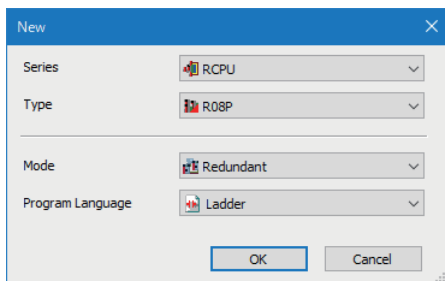 New
Series RCPU
Type R08P
Mode Redundant
Program Language Ladder
OK Cancel